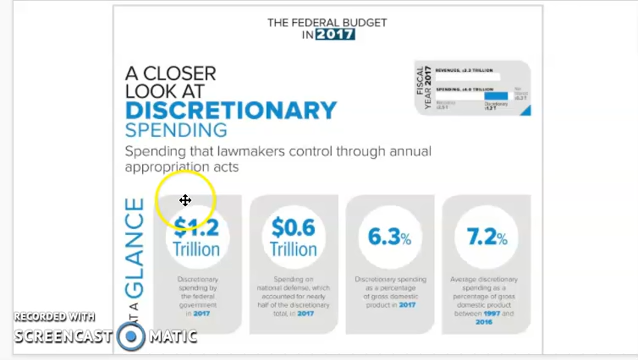 THE FEDERAL BUDGET
IN 2017
A CLOSER
LOOK AT
DISCRETIONARY
SPENDING
Spending that lawmakers control through annual
appropriation acts
FISCAL
YEAR 2017
AT A GLANCE
$1.2
Trillion
Discretionary
spending by
the federal
government
in 2017
$0.6
Trillion
Spending on
national defense, which
accounted for nearly
half of the discretionary
total, in 2017
6.3%
Discretionary spending
as a percentage
of gross domestic
product in 2017
7.2%
Average discretionary
spending as a
percentage of gross
domestic product
between 1997 and
2016
RECORDED WITH
SCREENCAST MATIC